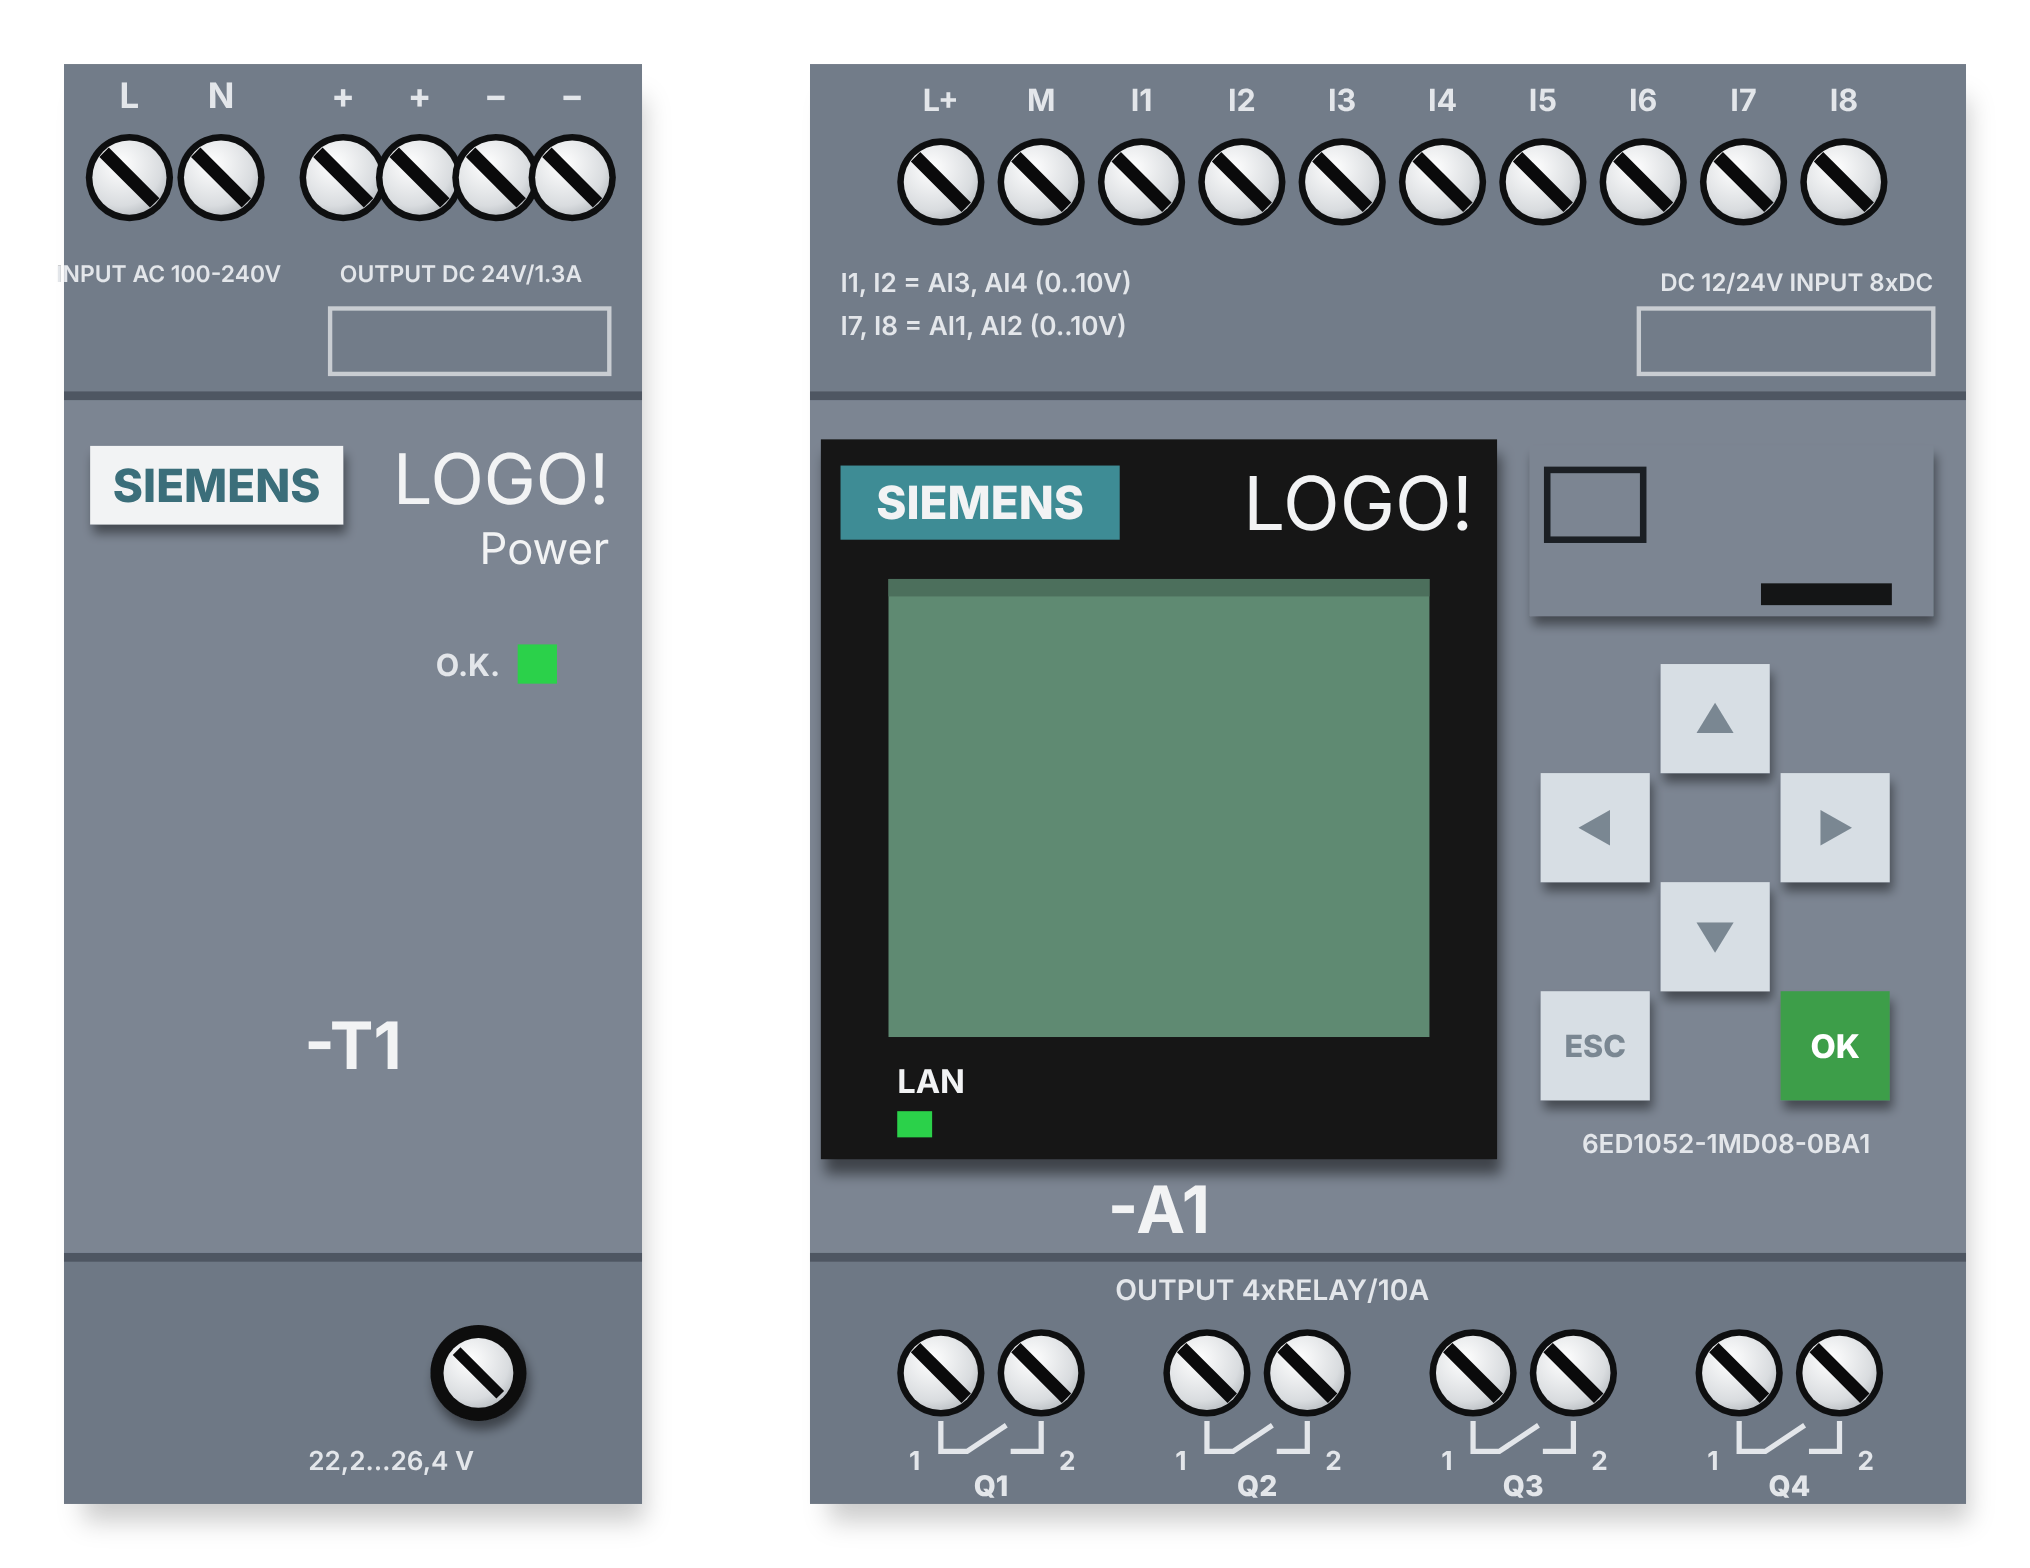 L N + + − −
INPUT AC 100-240V OUTPUT DC 24V/1.3A
SIEMENS LOGO!
Power
O.K.
-T1
22,2...26,4 V
L+ M I1 I2 I3 I4 I5 I6 I7 I8
I1, I2 = AI3, AI4 (0..10V) DC 12/24V INPUT 8xDC
I7, I8 = AI1, AI2 (0..10V)
SIEMENS LOGO!
ESC OK
LAN
6ED1052-1MD08-0BA1
-A1
OUTPUT 4xRELAY/10A
1 2 1 2 1 2 1 2
Q1 Q2 Q3 Q4